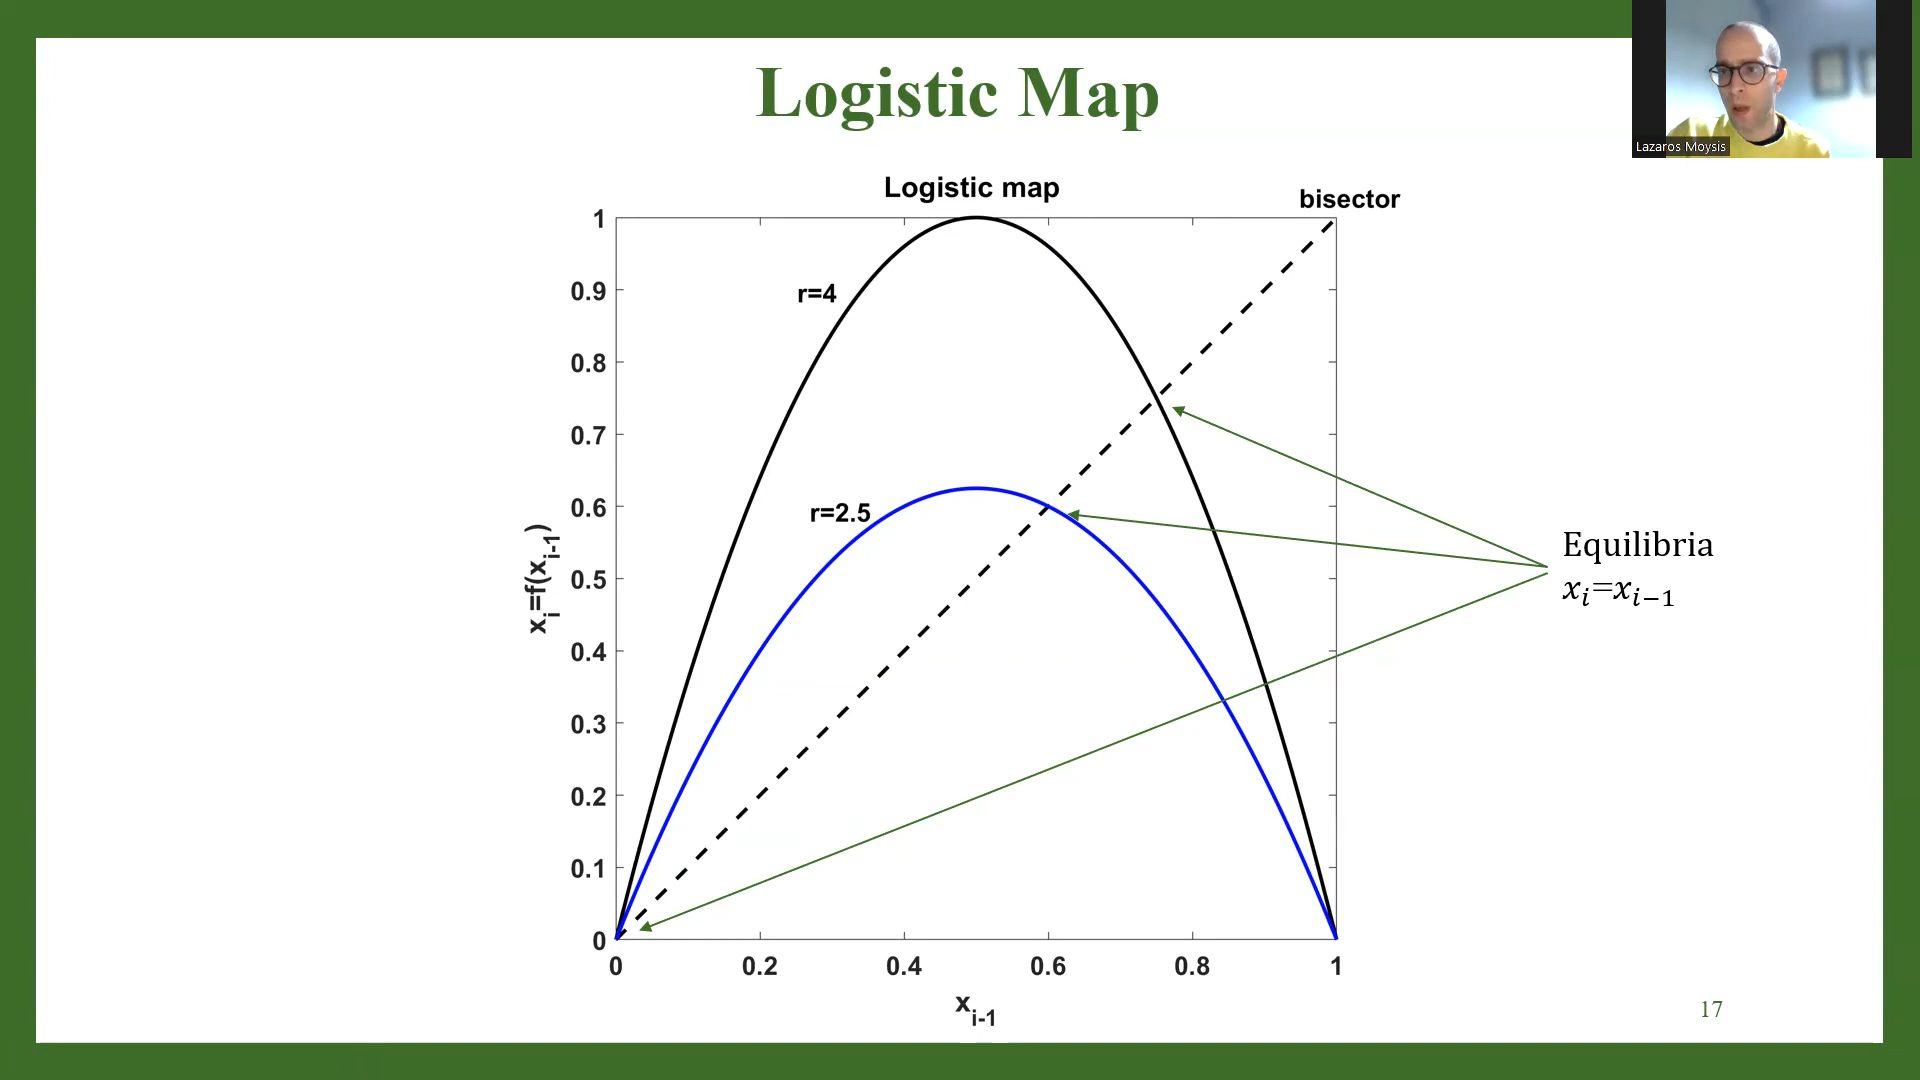 Logistic Map
Lazaros Moysis
Logistic map
bisector
1
0.9
0.8
0.7
0.6
0.5
0.4
0.3
0.2
0.1
0
r=4
r=2.5
x_i=f(x_{i-1})
Equilibria
x_i=x_{i−1}
0 0.2 0.4 0.6 0.8 1
x_{i-1}
17